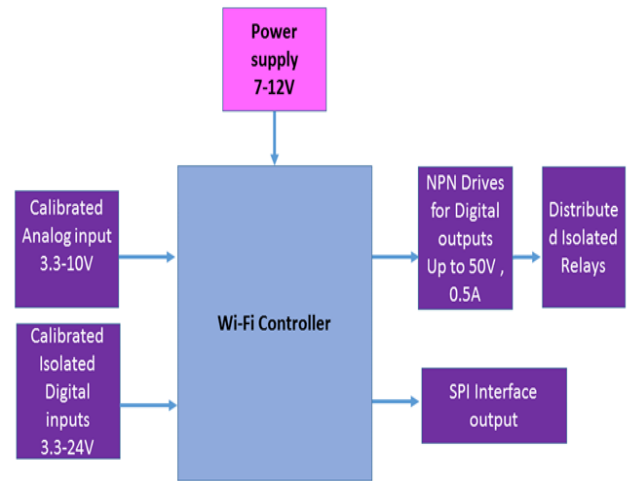 Power
supply
7-12V
Calibrated
Analog input
3.3-10V
Calibrated
Isolated
Digital
inputs
3.3-24V
Wi-Fi Controller
NPN Drives
for Digital
outputs
Up to 50V ,
0.5A
Distribute
d Isolated
Relays
SPI Interface
output